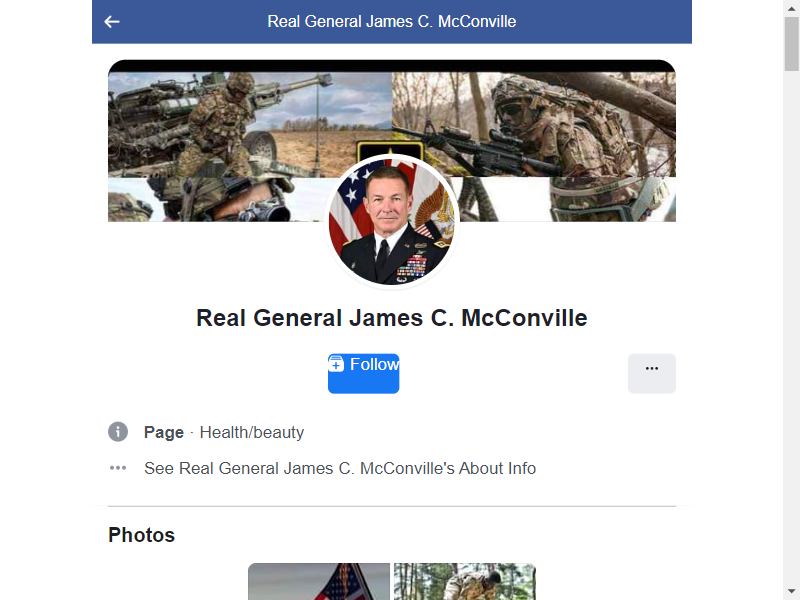 Real General James C. McConville
Real General James C. McConville
Follow
Page · Health/beauty
See Real General James C. McConville's About Info
Photos